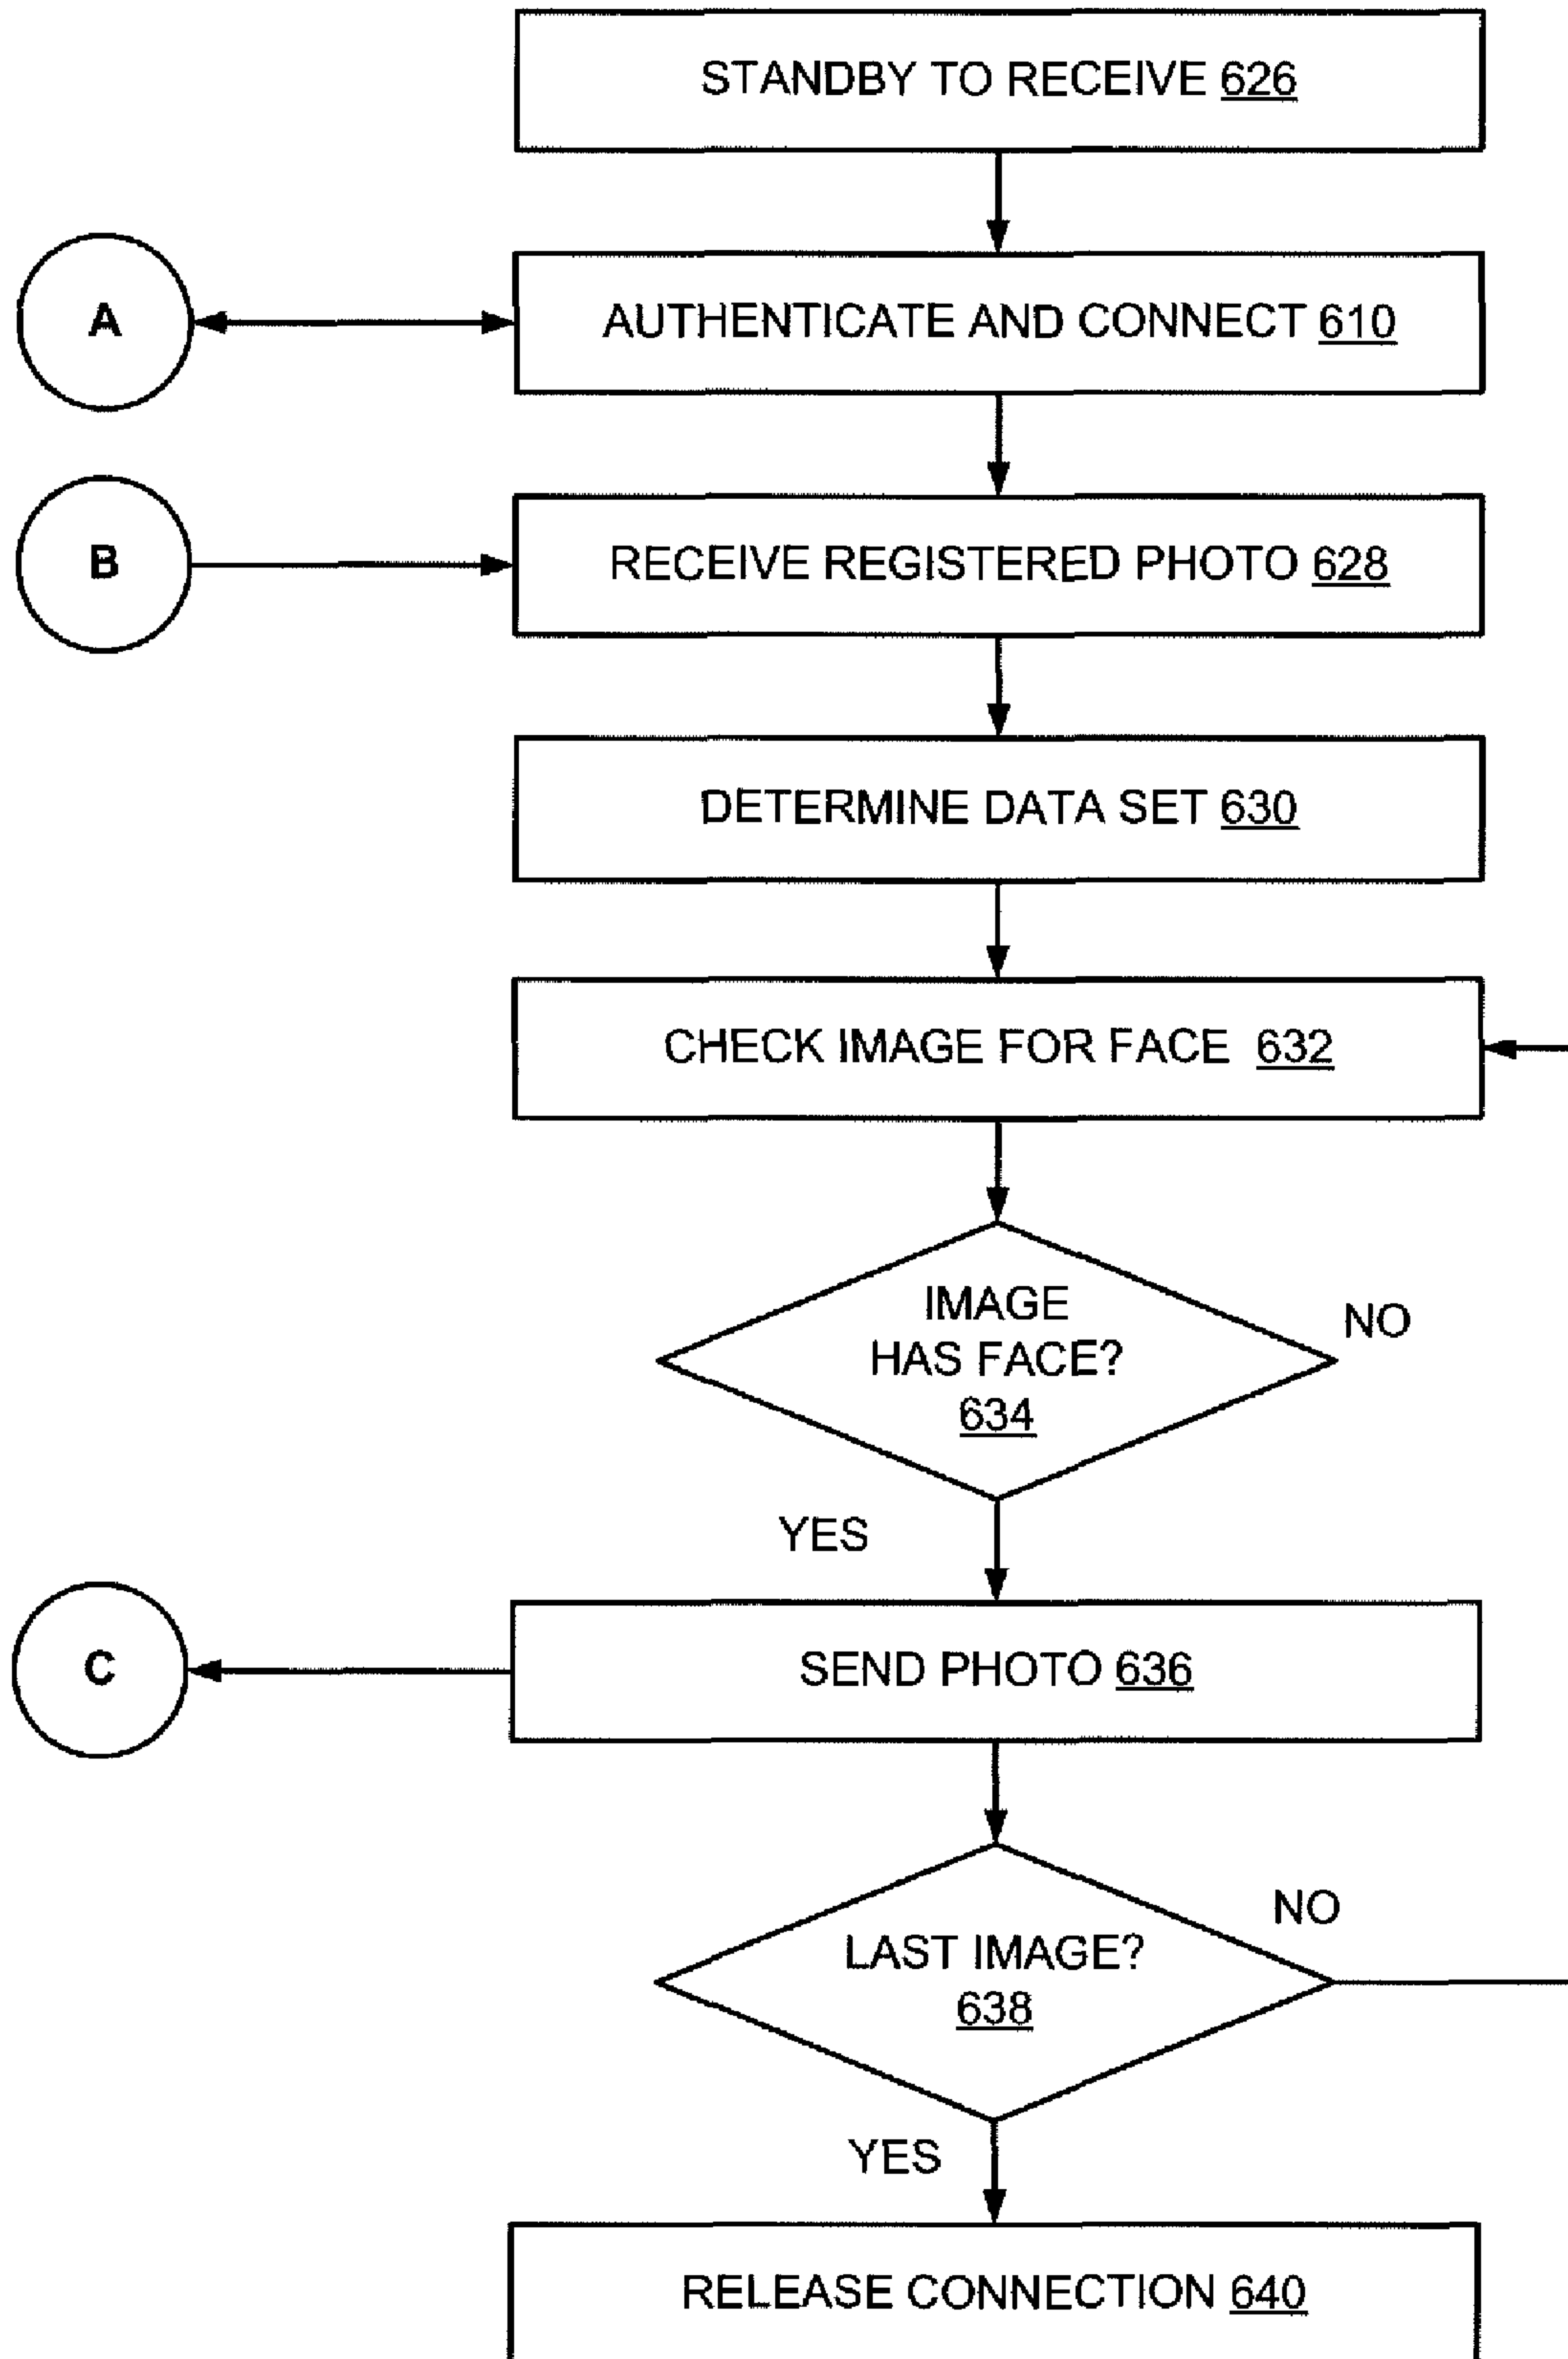 STANDBY TO RECEIVE 626
A
AUTHENTICATE AND CONNECT 610
B
RECEIVE REGISTERED PHOTO 628
DETERMINE DATA SET 630
CHECK IMAGE FOR FACE 632
IMAGE
HAS FACE?
634
NO
YES
C
SEND PHOTO 636
LAST IMAGE?
638
NO
YES
RELEASE CONNECTION 640